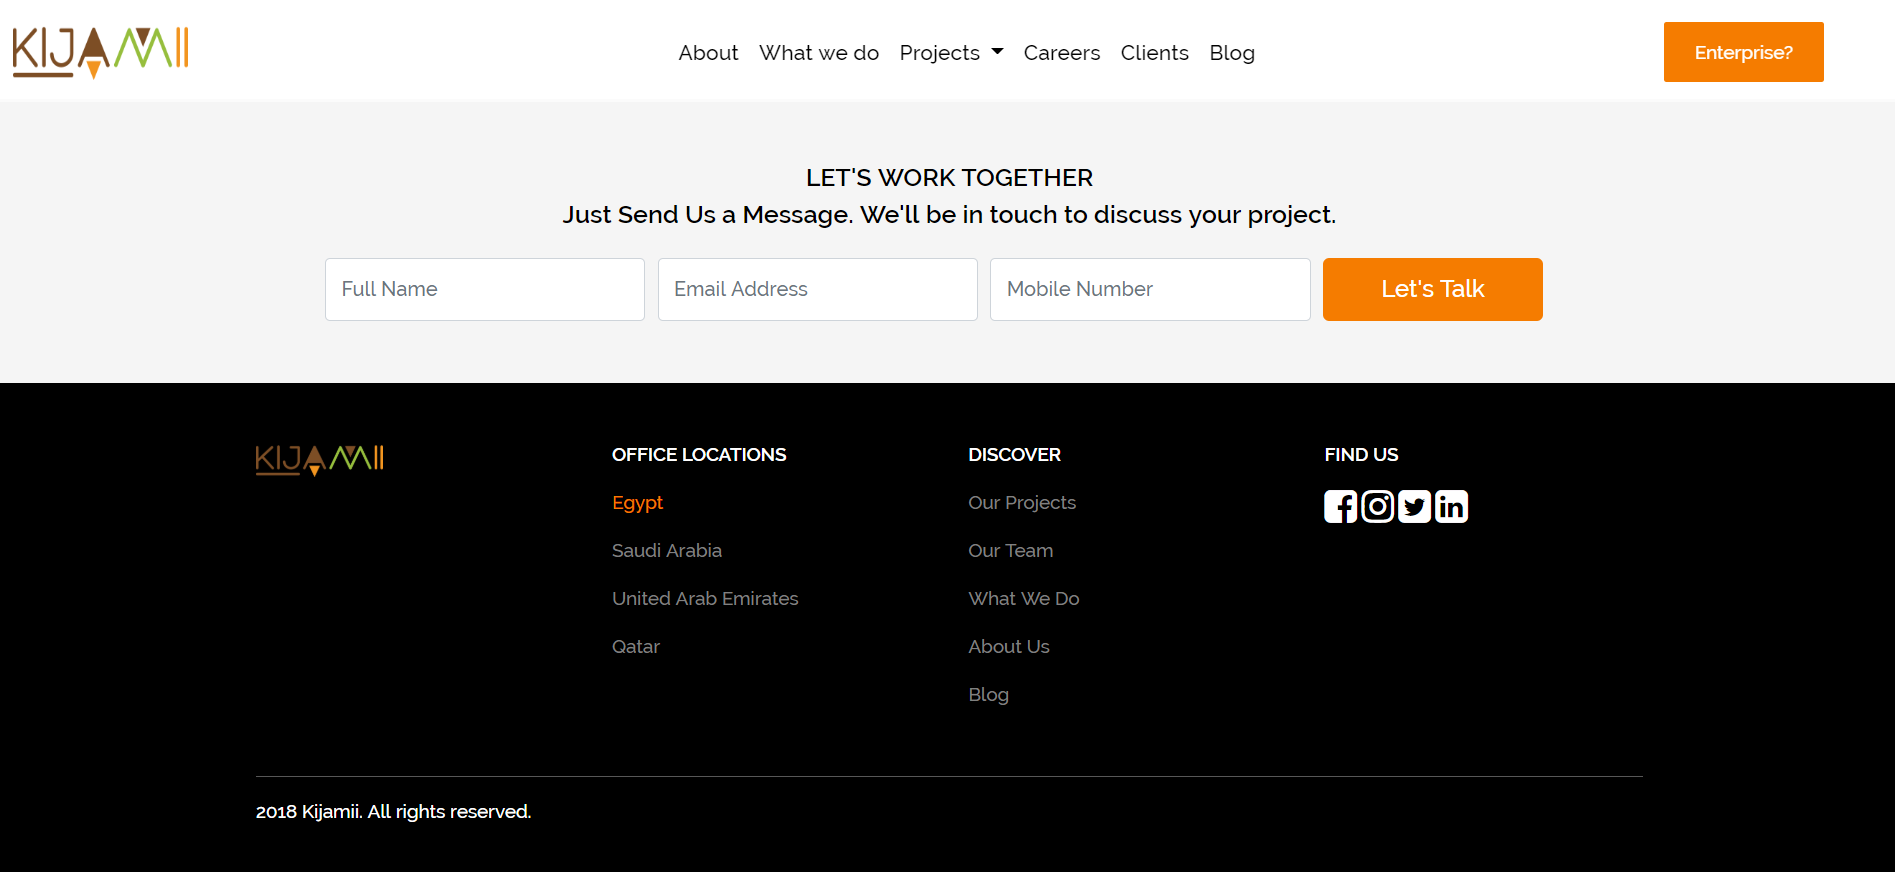 KIJAMII
About What we do Projects Careers Clients Blog
Enterprise?
LET'S WORK TOGETHER
Just Send Us a Message. We'll be in touch to discuss your project.
Full Name
Email Address
Mobile Number
Let's Talk
KIJAMII
OFFICE LOCATIONS
Egypt
Saudi Arabia
United Arab Emirates
Qatar
DISCOVER
Our Projects
Our Team
What We Do
About Us
Blog
FIND US
2018 Kijamii. All rights reserved.